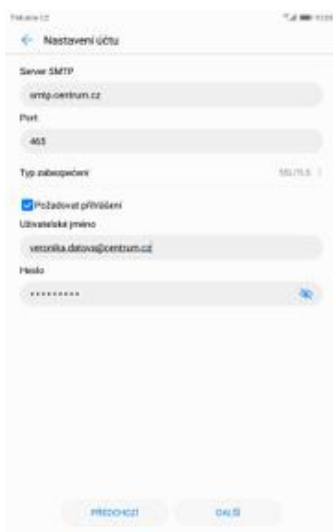 Nastavení účtu
Server SMTP
smtp.centrum.cz
Port
465
Typ zabezpečení SSL/TLS
Požadovat přihlášení
Uživatelské jméno
veronika.datova@centrum.cz
Heslo
•••••••••
PŘEDCHOZÍ DALŠÍ